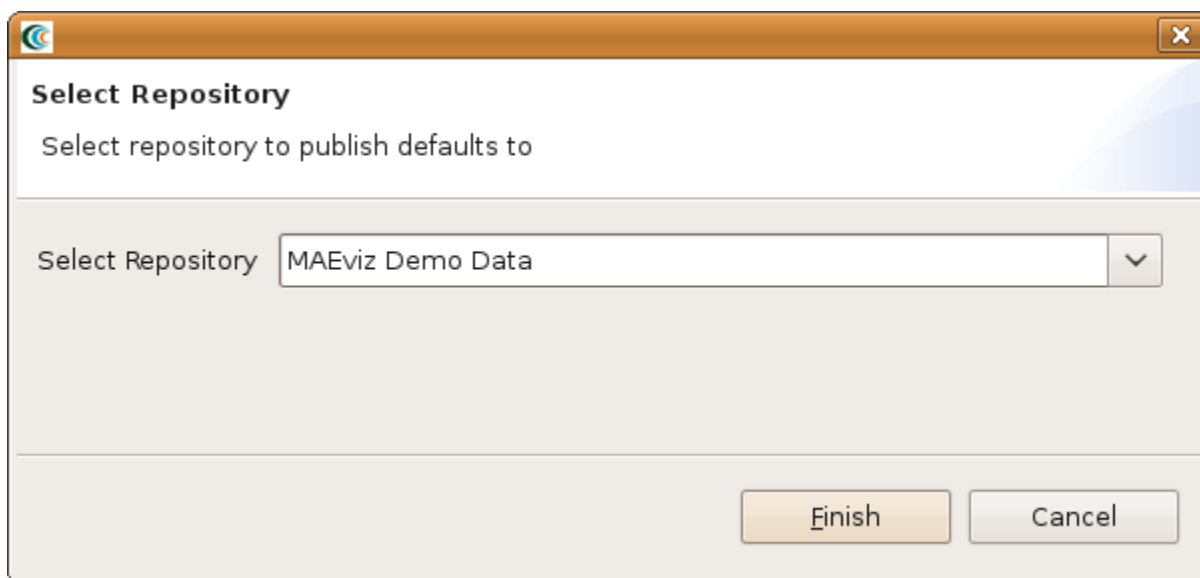 Select Repository
Select repository to publish defaults to
Select Repository MAEviz Demo Data
Finish Cancel